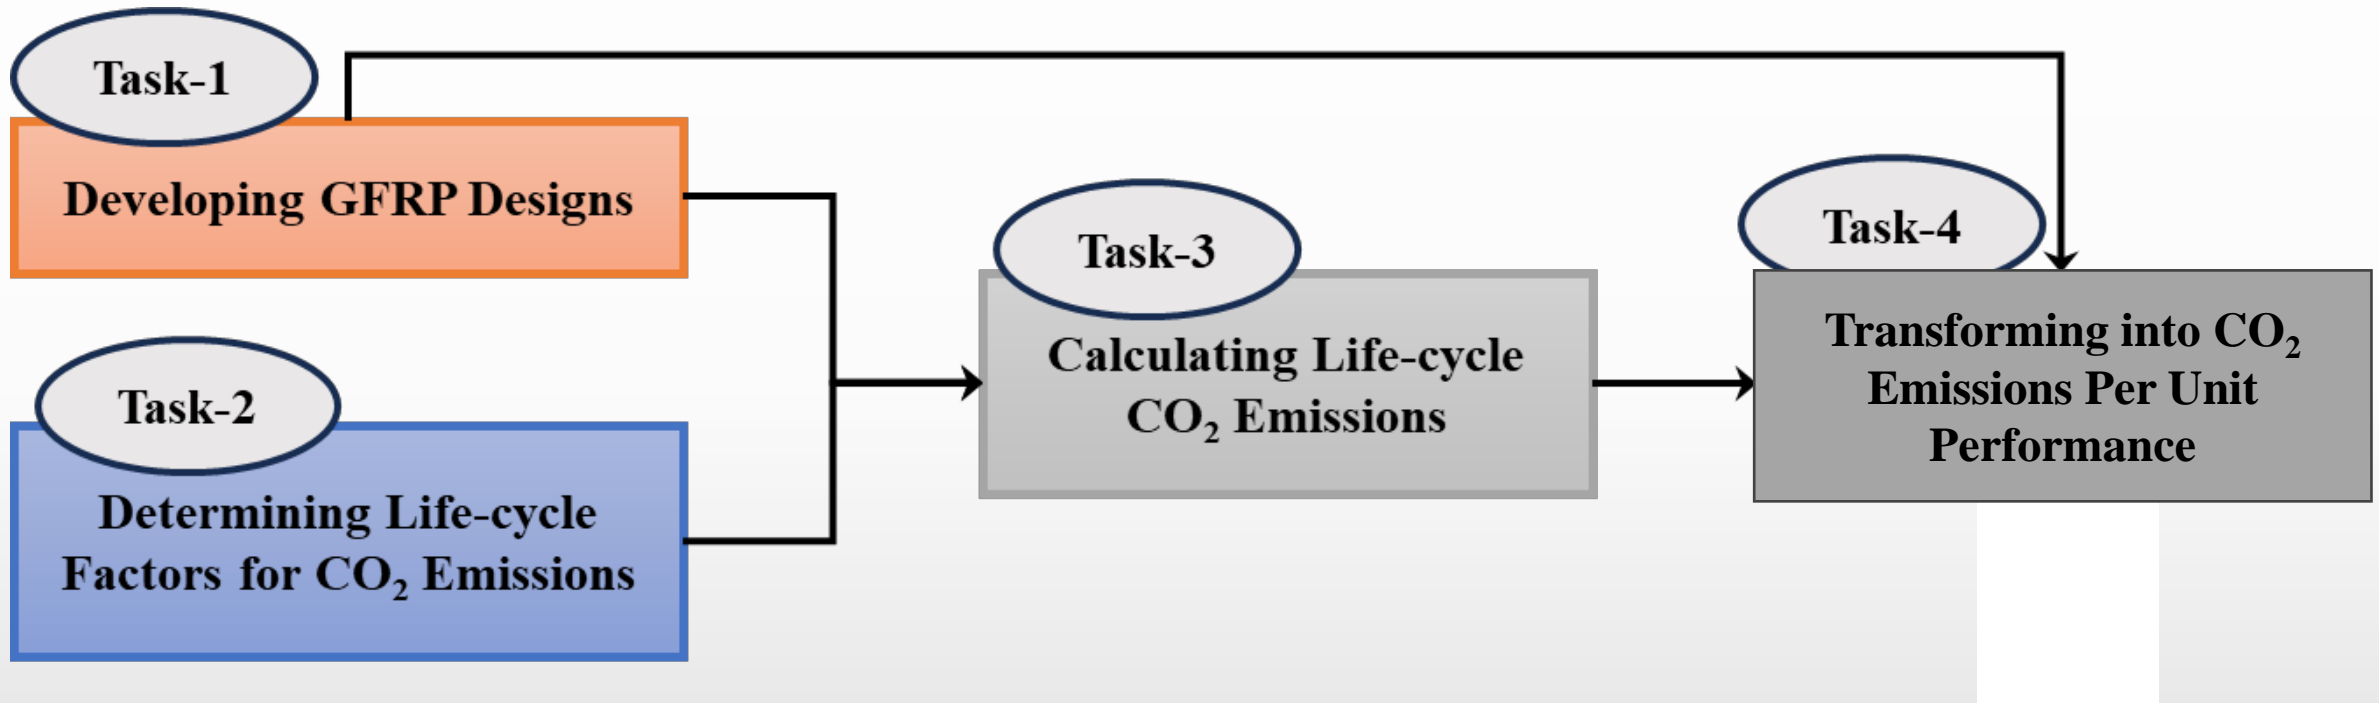 Task-1
Developing GFRP Designs
Task-2
Determining Life-cycle
Factors for CO₂ Emissions
Task-3
Calculating Life-cycle
CO₂ Emissions
Task-4
Transforming into CO₂
Emissions Per Unit
Performance